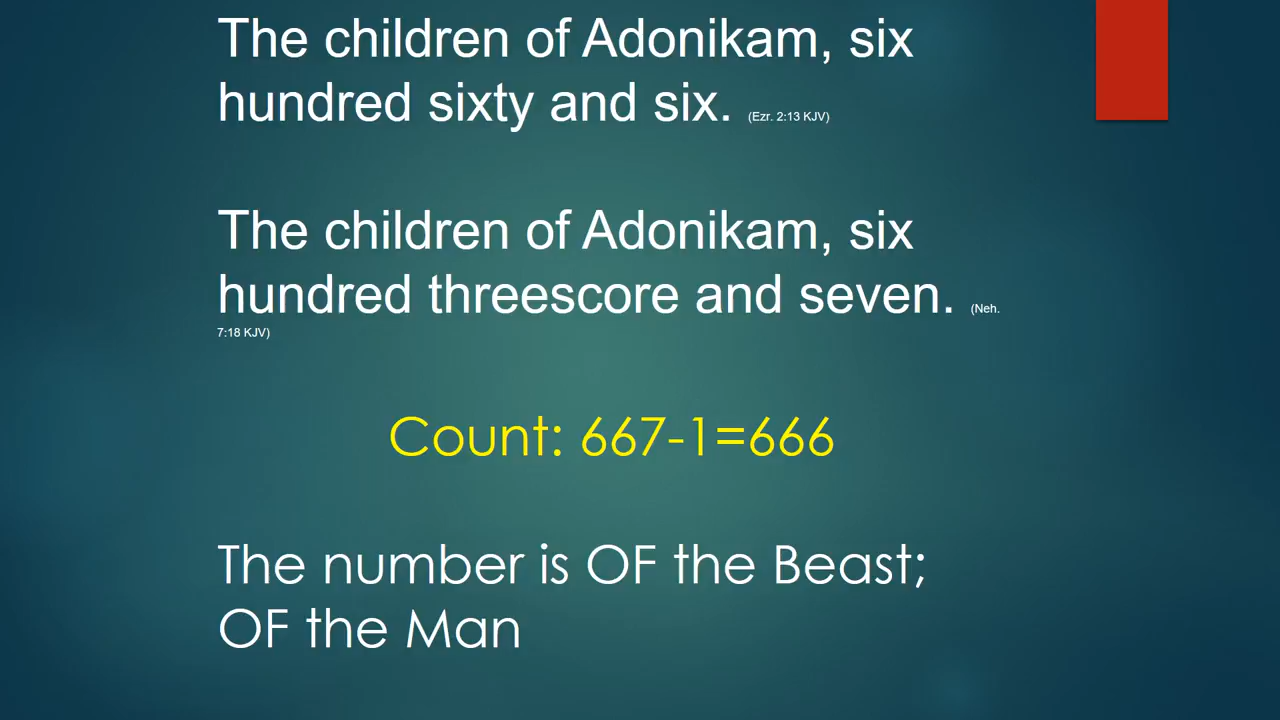 The children of Adonikam, six
hundred sixty and six. (Ezr. 2:13 KJV)
The children of Adonikam, six
hundred threescore and seven. (Neh.
7:18 KJV)
Count: 667-1=666
The number is OF the Beast;
OF the Man